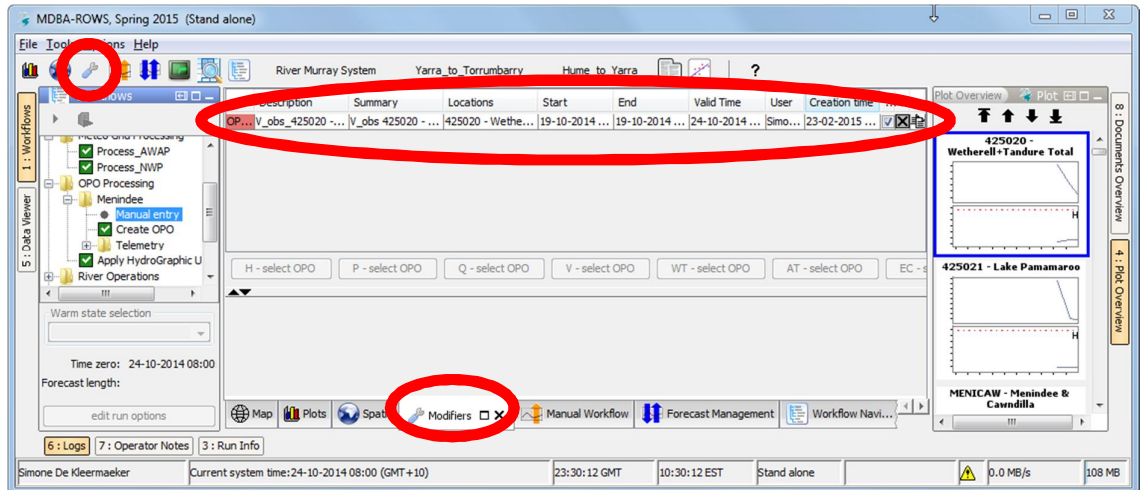 MDBA-ROWS, Spring 2015 (Stand alone)
File Tools Options Help
River Murray System Yarra_to_Torrumbarry Hume to Yarra ?
Description Summary Locations Start End Valid Time User Creation time ...
OP... V_obs_425020 -... V_obs 425020 - ... 425020 - Wethe... 19-10-2014 ... 19-10-2014 ... 24-10-2014 ... Simo... 23-02-2015 ...
1 : Workflows
5 : Data Viewer
Process_AWAP
Process_NWP
OPO Processing
Menindee
Manual entry
Create OPO
Telemetry
Apply HydroGraphic U
River Operations
Warm state selection
Time zero: 24-10-2014 08:00
Forecast length:
edit run options
H - select OPO P - select OPO Q - select OPO V - select OPO WT - select OPO AT - select OPO EC - s
Map Plots Spati Modifiers Manual Workflow Forecast Management Workflow Navi...
Plot Overview Plot
425020 -
Wetherell+Tandure Total
H
425021 - Lake Pamamaroo
H
MENICAW - Menindee &
Cawndilla
8 : Documents Overview
4 : Plot Overview
6 : Logs 7 : Operator Notes 3 : Run Info
Simone De Kleermaeker Current system time:24-10-2014 08:00 (GMT+10) 23:30:12 GMT 10:30:12 EST Stand alone 0.0 MB/s 108 MB